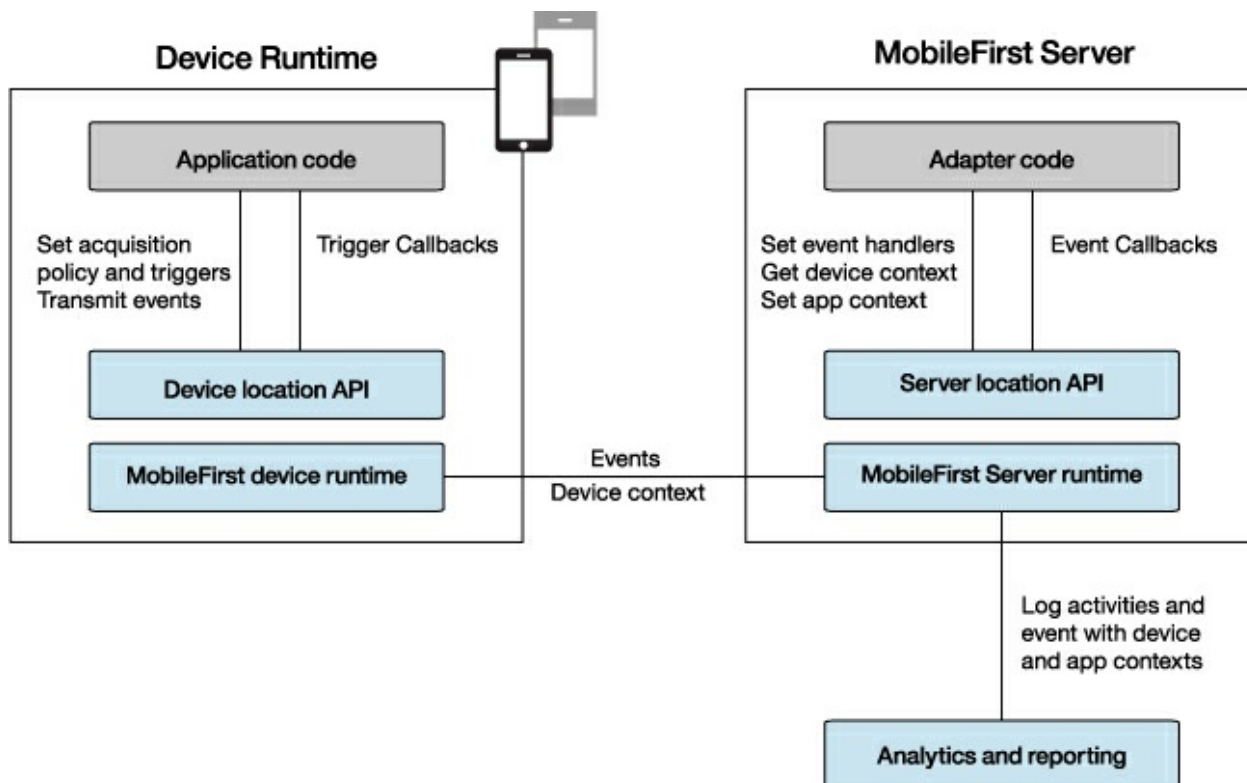 Device Runtime
Application code
Set acquisition
policy and triggers
Transmit events
Trigger Callbacks
Device location API
MobileFirst device runtime
Events
Device context
MobileFirst Server
Adapter code
Set event handlers
Get device context
Set app context
Event Callbacks
Server location API
MobileFirst Server runtime
Log activities and
event with device
and app contexts
Analytics and reporting